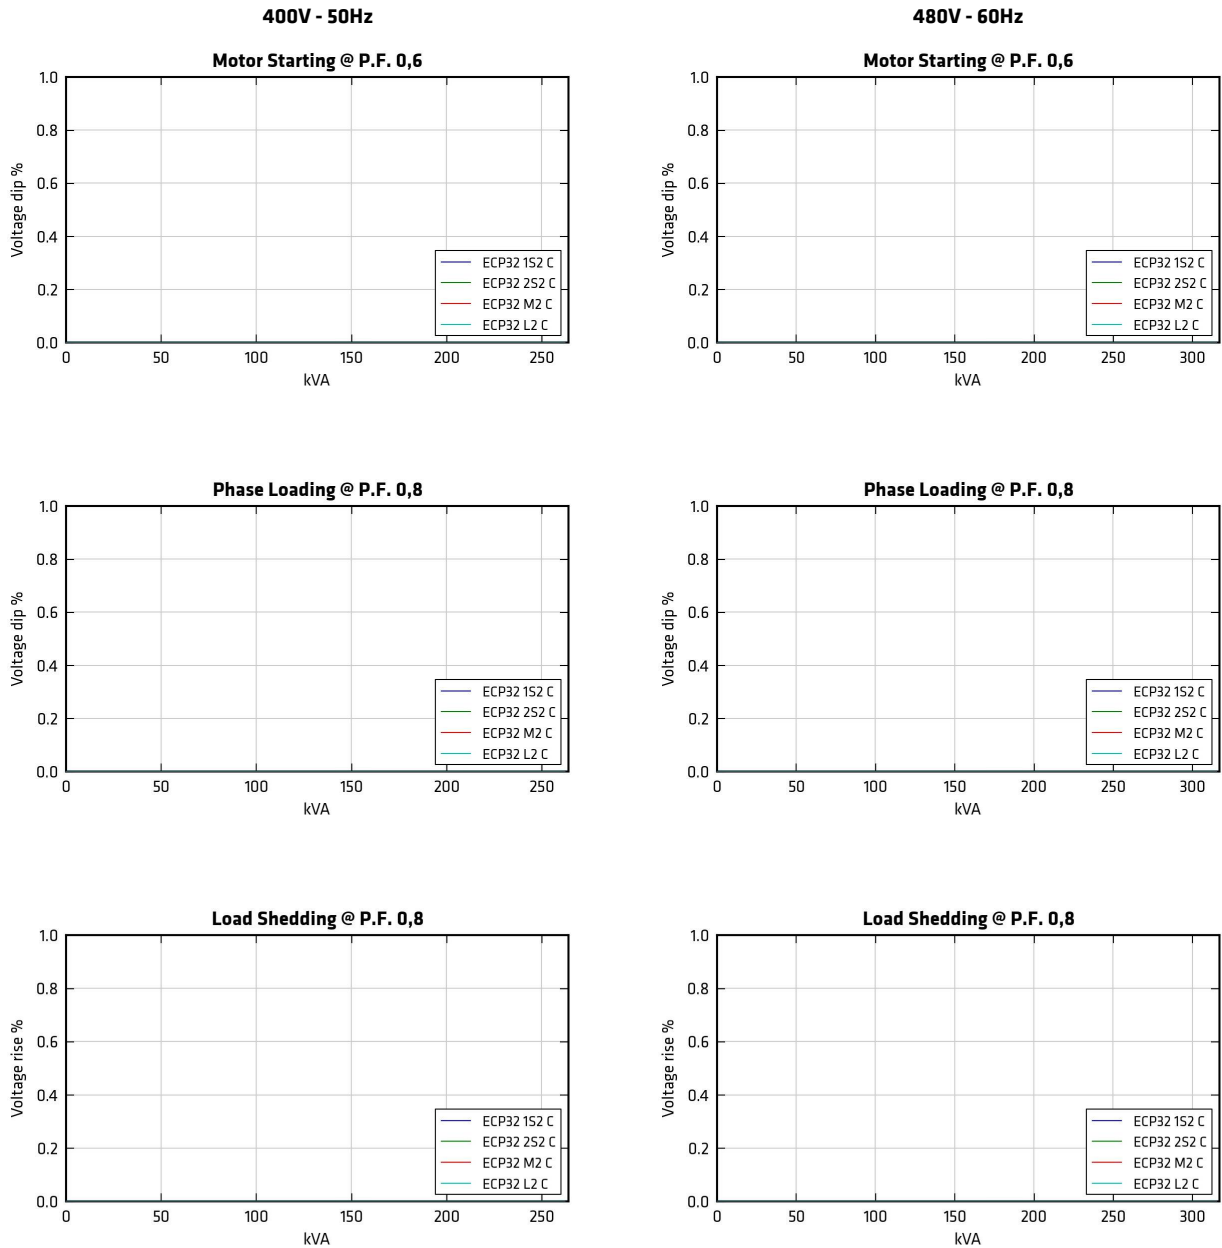 400V - 50Hz
480V - 60Hz
Motor Starting @ P.F. 0,6
1.0
0.8
0.6
0.4
0.2
0.0
Voltage dip %
ECP32 1S2 C
ECP32 2S2 C
ECP32 M2 C
ECP32 L2 C
0 50 100 150 200 250
kVA
Motor Starting @ P.F. 0,6
1.0
0.8
0.6
0.4
0.2
0.0
Voltage dip %
ECP32 1S2 C
ECP32 2S2 C
ECP32 M2 C
ECP32 L2 C
0 50 100 150 200 250 300
kVA
Phase Loading @ P.F. 0,8
1.0
0.8
0.6
0.4
0.2
0.0
Voltage dip %
ECP32 1S2 C
ECP32 2S2 C
ECP32 M2 C
ECP32 L2 C
0 50 100 150 200 250
kVA
Phase Loading @ P.F. 0,8
1.0
0.8
0.6
0.4
0.2
0.0
Voltage dip %
ECP32 1S2 C
ECP32 2S2 C
ECP32 M2 C
ECP32 L2 C
0 50 100 150 200 250 300
kVA
Load Shedding @ P.F. 0,8
1.0
0.8
0.6
0.4
0.2
0.0
Voltage rise %
ECP32 1S2 C
ECP32 2S2 C
ECP32 M2 C
ECP32 L2 C
0 50 100 150 200 250
kVA
Load Shedding @ P.F. 0,8
1.0
0.8
0.6
0.4
0.2
0.0
Voltage rise %
ECP32 1S2 C
ECP32 2S2 C
ECP32 M2 C
ECP32 L2 C
0 50 100 150 200 250 300
kVA